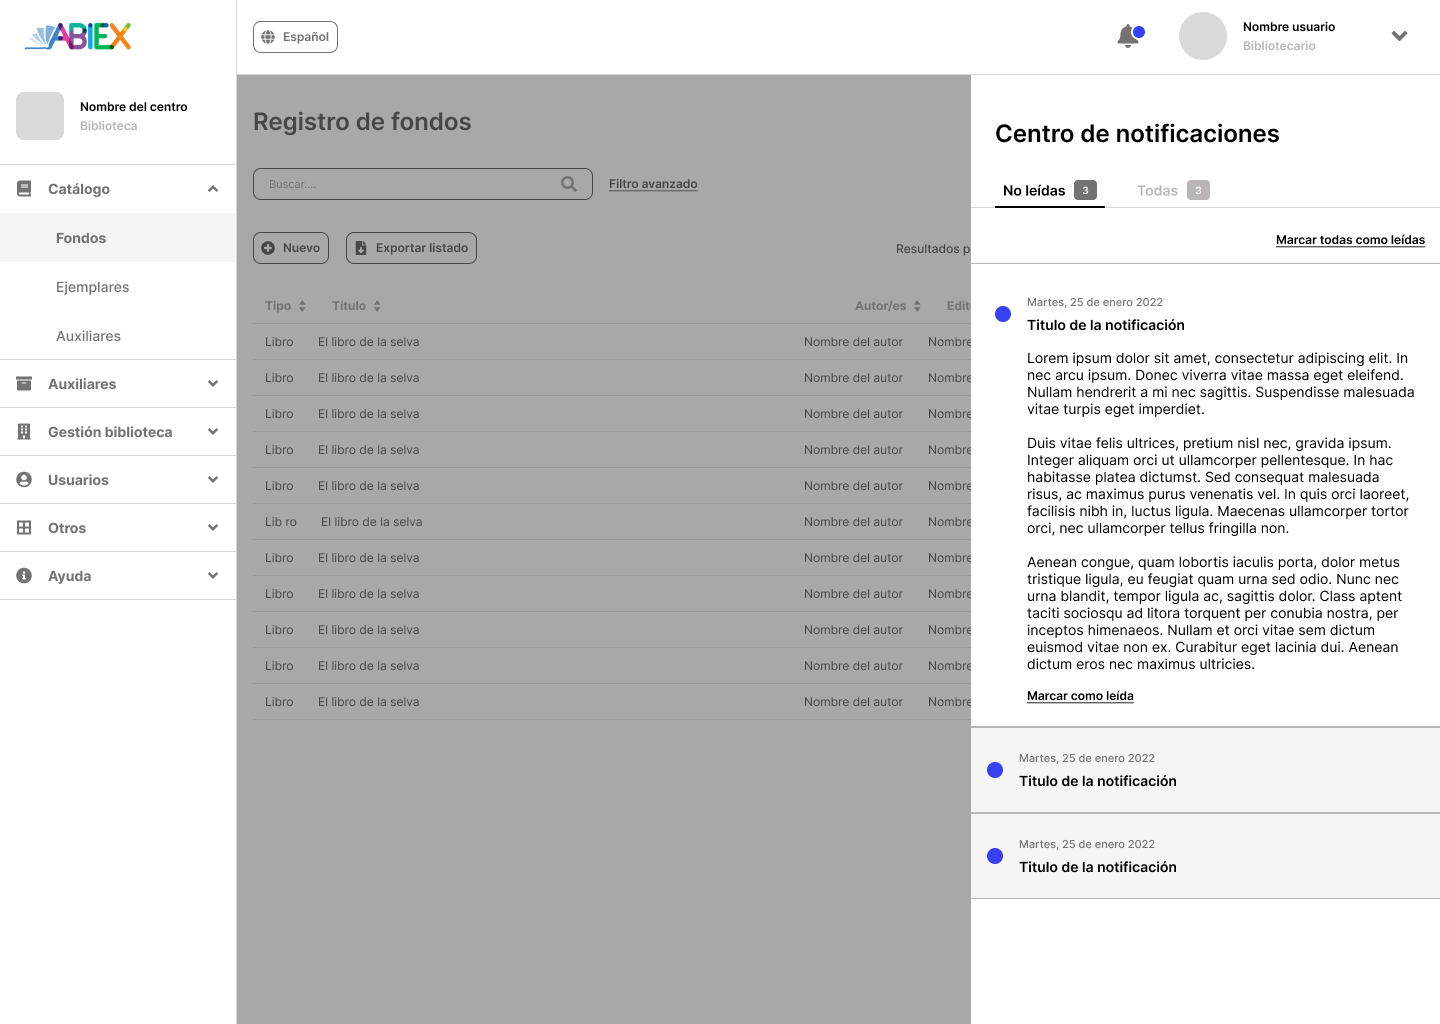 ABIEX
Español
Nombre usuario
Bibliotecario
Nombre del centro
Biblioteca
Catálogo
Fondos
Ejemplares
Auxiliares
Auxiliares
Gestión biblioteca
Usuarios
Otros
Ayuda
Registro de fondos
Buscar....
Filtro avanzado
Nuevo
Exportar listado
Resultados p
Tipo Título Autor/es Edit
Libro El libro de la selva Nombre del autor Nombre
Libro El libro de la selva Nombre del autor Nombre
Libro El libro de la selva Nombre del autor Nombre
Libro El libro de la selva Nombre del autor Nombre
Libro El libro de la selva Nombre del autor Nombre
Lib ro El libro de la selva Nombre del autor Nombre
Libro El libro de la selva Nombre del autor Nombre
Libro El libro de la selva Nombre del autor Nombre
Libro El libro de la selva Nombre del autor Nombre
Libro El libro de la selva Nombre del autor Nombre
Libro El libro de la selva Nombre del autor Nombre
Centro de notificaciones
No leídas 3 Todas 3
Marcar todas como leídas
Martes, 25 de enero 2022
Titulo de la notificación
Lorem ipsum dolor sit amet, consectetur adipiscing elit. In
nec arcu ipsum. Donec viverra vitae massa eget eleifend.
Nullam hendrerit a mi nec sagittis. Suspendisse malesuada
vitae turpis eget imperdiet.
Duis vitae felis ultrices, pretium nisl nec, gravida ipsum.
Integer aliquam orci ut ullamcorper pellentesque. In hac
habitasse platea dictumst. Sed consequat malesuada
risus, ac maximus purus venenatis vel. In quis orci laoreet,
facilisis nibh in, luctus ligula. Maecenas ullamcorper tortor
orci, nec ullamcorper tellus fringilla non.
Aenean congue, quam lobortis iaculis porta, dolor metus
tristique ligula, eu feugiat quam urna sed odio. Nunc nec
urna blandit, tempor ligula ac, sagittis dolor. Class aptent
taciti sociosqu ad litora torquent per conubia nostra, per
inceptos himenaeos. Nullam et orci vitae sem dictum
euismod vitae non ex. Curabitur eget lacinia dui. Aenean
dictum eros nec maximus ultricies.
Marcar como leída
Martes, 25 de enero 2022
Titulo de la notificación
Martes, 25 de enero 2022
Titulo de la notificación